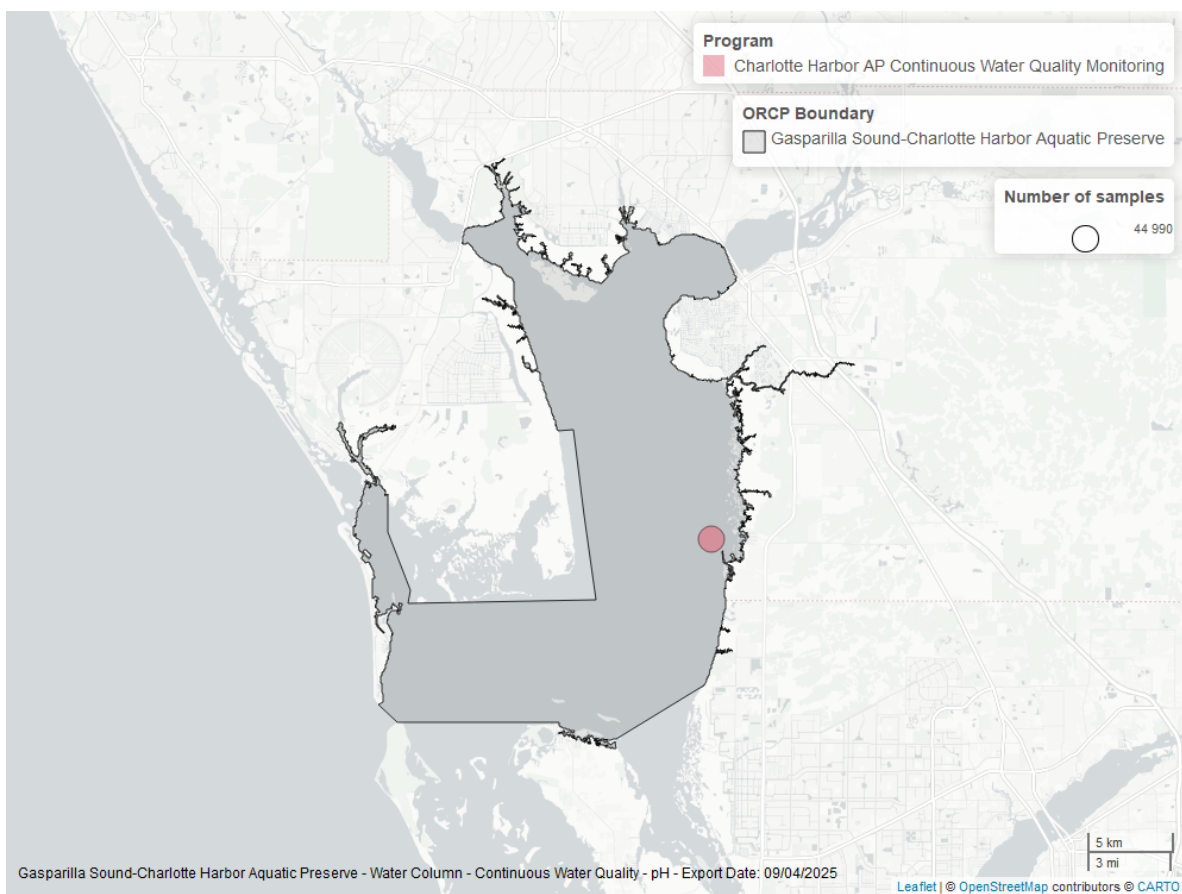 Program
Charlotte Harbor AP Continuous Water Quality Monitoring
ORCP Boundary
Gasparilla Sound-Charlotte Harbor Aquatic Preserve
Number of samples
44 990
5 km
3 mi
Gasparilla Sound-Charlotte Harbor Aquatic Preserve - Water Column - Continuous Water Quality - pH - Export Date: 09/04/2025
Leaflet | © OpenStreetMap contributors © CARTO